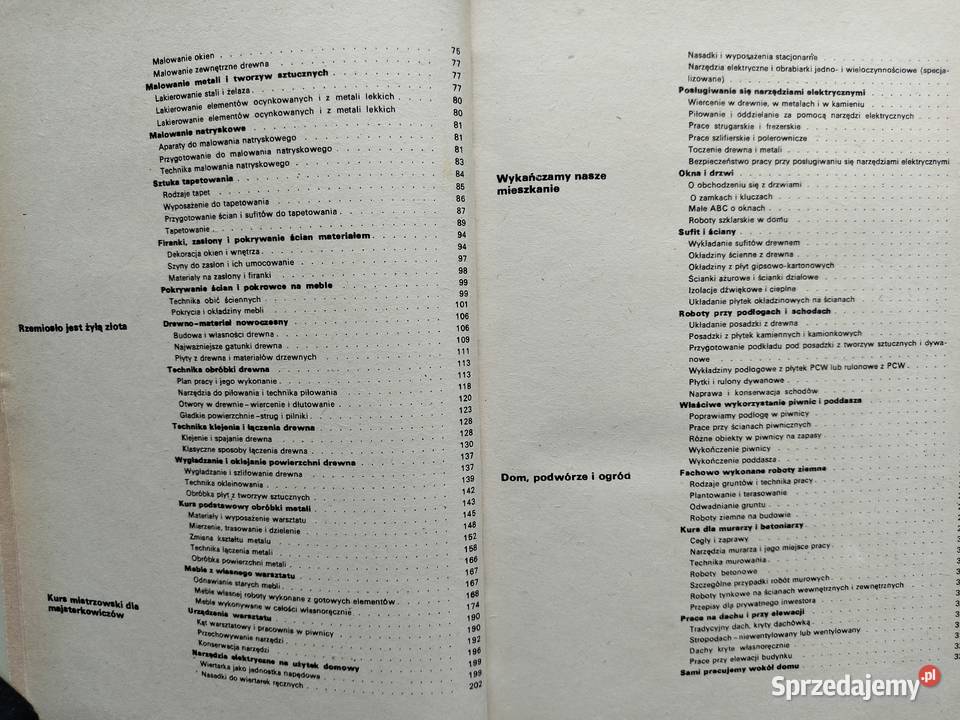 Malowanie okien 76
Malowanie zewnętrzne drewna 77
Malowanie metali i tworzyw sztucznych 77
Lakierowanie stali i żelaza 77
Lakierowanie elementów ocynkowanych i z metali lekkich 80
Lakierowanie elementów ocynkowanych i z metali lekkich 80
Malowanie natryskowe 81
Aparaty do malowania natryskowego 81
Przygotowanie do malowania natryskowego 81
Technika malowania natryskowego 83
Sztuka tapetowania 84
Rodzaje tapet 85
Wyposażenie do tapetowania 86
Przygotowanie ścian i sufitów do tapetowania 87
Tapetowanie 89
Firanki, zasłony i pokrywanie ścian materiałem 94
Dekoracja okien i wnętrza 94
Szyny do zasłon i ich umocowanie 97
Materiały na zasłony i firanki 98
Pokrywanie ścian i pokrowce na meble 99
Technika obić ściennych 99
Pokrycia i okładziny mebli 101
Rzemiosło jest żyłą złota
Drewno-materiał nowoczesny 106
Budowa i własności drewna 106
Najważniejsze gatunki drewna 109
Płyty z drewna i materiałów drzewnych 111
Technika obróbki drewna 113
Plan pracy i jego wykonanie 113
Narzędzia do piłowania i technika piłowania 118
Otwory w drewnie-wiercenie i dłutowanie 120
Gładkie powierzchnie-strug i pilniki 123
Technika klejenia i łączenia drewna 128
Klejenie i spajanie drewna 128
Klasyczne sposoby łączenia drewna 130
Wygładzanie i oklejanie powierzchni drewna 137
Wygładzanie i szlifowanie drewna 137
Technika okleinowania 139
Obróbka płyt z tworzyw sztucznych 142
Kurs podstawowy obróbki metali 143
Materiały i wyposażenie warsztatu 145
Mierzenie, trasowanie i dzielenie 148
Zmiana kształtu metalu 152
Technika łączenia metali 158
Obróbka powierzchni metali 166
Meble z własnego warsztatu 167
Odnawianie starych mebli 167
Meble własnej roboty wykonane z gotowych elementów 168
Meble wykonywane w całości własnoręcznie 174
Kurs mistrzowski dla
majsterkowiczów
Urządzenie warsztatu 190
Kąt warsztatowy i pracownia w piwnicy 190
Przechowywanie narzędzi 192
Konserwacja narzędzi 196
Narzędzia elektryczne na użytek domowy 199
Wiertarka jako jednostka napędowa 199
Nasadki do wiertarek ręcznych 202
Nasadki i wyposażenia stacjonarne
Narzędzia elektryczne i obrabiarki jedno- i wieloczynnościowe (specja-
lizowane)
Posługiwanie się narzędziami elektrycznymi
Wiercenie w drewnie, w metalach i w kamieniu
Piłowanie i oddzielanie za pomocą narzędzi elektrycznych
Prace strugarskie i frezerskie
Prace szlifierskie i polerownicze
Toczenie drewna i metali
Bezpieczeństwo pracy przy posługiwaniu się narzędziami elektrycznymi
Wykańczamy nasze
mieszkanie
Okna i drzwi
O obchodzeniu się z drzwiami
O zamkach i kluczach
Małe ABC o oknach
Roboty szklarskie w domu
Sufit i ściany
Wykładanie sufitów drewnem
Okładziny ścienne z drewna
Okładziny z płyt gipsowo-kartonowych
Ścianki ażurowe i ścianki działowe
Izolacje dźwiękowe i cieplne
Układanie płytek okładzinowych na ścianach
Roboty przy podłogach i schodach
Układanie posadzki z drewna
Posadzki z płytek kamiennych i kamionkowych
Przygotowanie podkładu pod posadzki z tworzyw sztucznych i dywa-
nowe
Wykładziny podłogowe z płytek PCW lub rulonowe z PCW
Płytki i rulony dywanowe
Naprawa i konserwacja schodów
Właściwe wykorzystanie piwnic i poddasza
Poprawiamy podłogę w piwnicy
Prace przy ścianach piwnicznych
Różne obiekty w piwnicy na zapasy
Wykończenie piwnicy
Wykończenie poddasza
Dom, podwórze i ogród
Fachowo wykonane roboty ziemne
Rodzaje gruntów i technika pracy
Plantowanie i terasowanie
Odwadnianie gruntu
Roboty ziemne na budowie
Kurs dla murarzy i betoniarzy
Cegły i zaprawy
Narzędzia murarza i jego miejsce pracy
Technika murowania
Roboty betonowe
Szczególne przypadki robót murowych
Roboty tynkowe na ścianach wewnętrznych i zewnętrznych
Przepisy dla prywatnego inwestora
Prace na dachu i przy elewacji
Tradycyjny dach, kryty dachówką
Stropodach-niewentylowany lub wentylowany
Dachy kryte własnoręcznie
Prace przy elewacji budynku
Sami pracujemy wokół domu
Sprzedajemy.pl